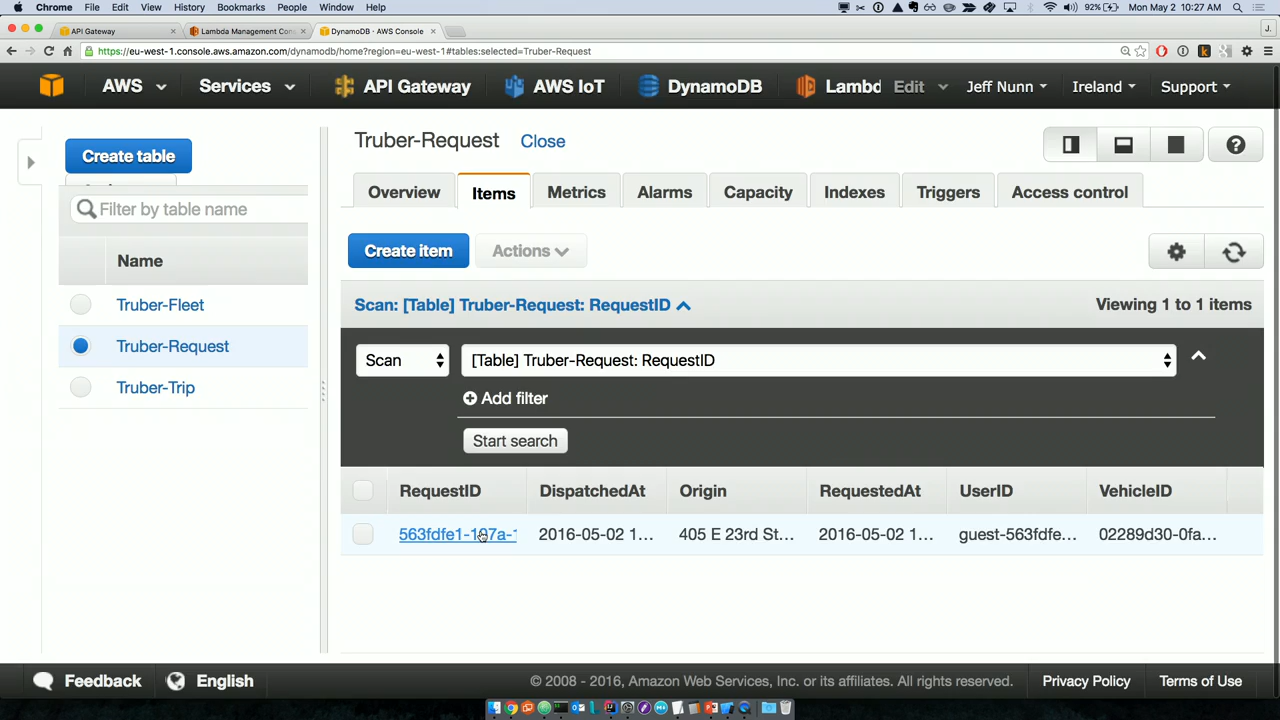 Chrome File Edit View History Bookmarks People Window Help 92% Mon May 2 10:27 AM
API Gateway Lambda Management Con DynamoDB · AWS Console J.
https://eu-west-1.console.aws.amazon.com/dynamodb/home?region=eu-west-1#tables:selected=Truber-Request
AWS Services API Gateway AWS IoT DynamoDB Lambd Edit Jeff Nunn Ireland Support
Truber-Request Close
Create table
Overview Items Metrics Alarms Capacity Indexes Triggers Access control
Filter by table name
Create item Actions
Name
Scan: [Table] Truber-Request: RequestID Viewing 1 to 1 items
Truber-Fleet
Truber-Request
Truber-Trip
Scan [Table] Truber-Request: RequestID
Add filter
Start search
RequestID DispatchedAt Origin RequestedAt UserID VehicleID
563fdfe1-107a-1 2016-05-02 1... 405 E 23rd St... 2016-05-02 1... guest-563fdfe... 02289d30-0fa...
Feedback English © 2008 - 2016, Amazon Web Services, Inc. or its affiliates. All rights reserved. Privacy Policy Terms of Use